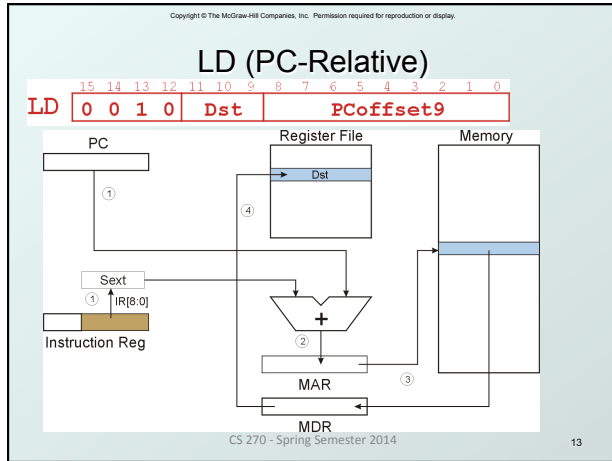 Copyright © The McGraw-Hill Companies, Inc. Permission required for reproduction or display.
LD (PC-Relative)
15 14 13 12 11 10 9 8 7 6 5 4 3 2 1 0
LD 0 0 1 0 Dst PCoffset9
PC
Register File
Memory
Dst
1
4
Sext
1
IR[8:0]
+
Instruction Reg
2
MAR
3
MDR
CS 270 - Spring Semester 2014
13